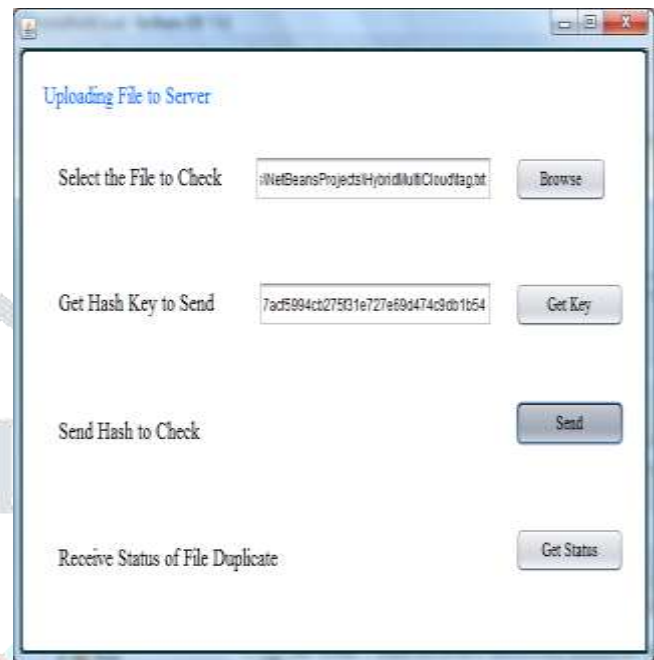 Uploading File to Server
Select the File to Check :\NetBeansProjects\HybridMultiCloud\tag.txt Browse
Get Hash Key to Send 7acf5994cb275f31e727e69d474c9db1b54 Get Key
Send Hash to Check Send
Receive Status of File Duplicate Get Status